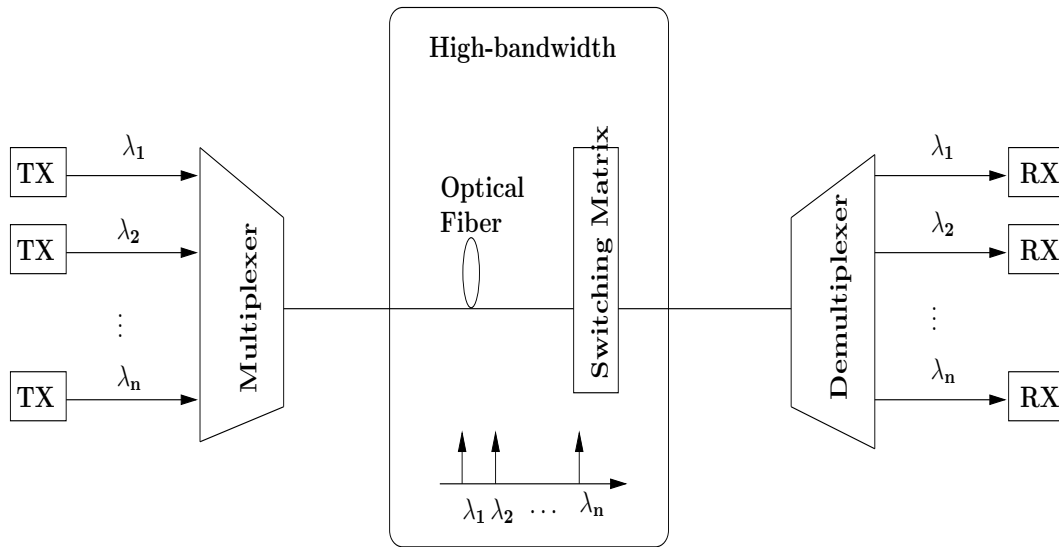 High-bandwidth
TX
λ1
Multiplexer
Optical
Fiber
Switching Matrix
Demultiplexer
λ1
RX
TX
λ2
λ2
RX
⋮
⋮
TX
λn
λn
RX
λ1 λ2 ... λn